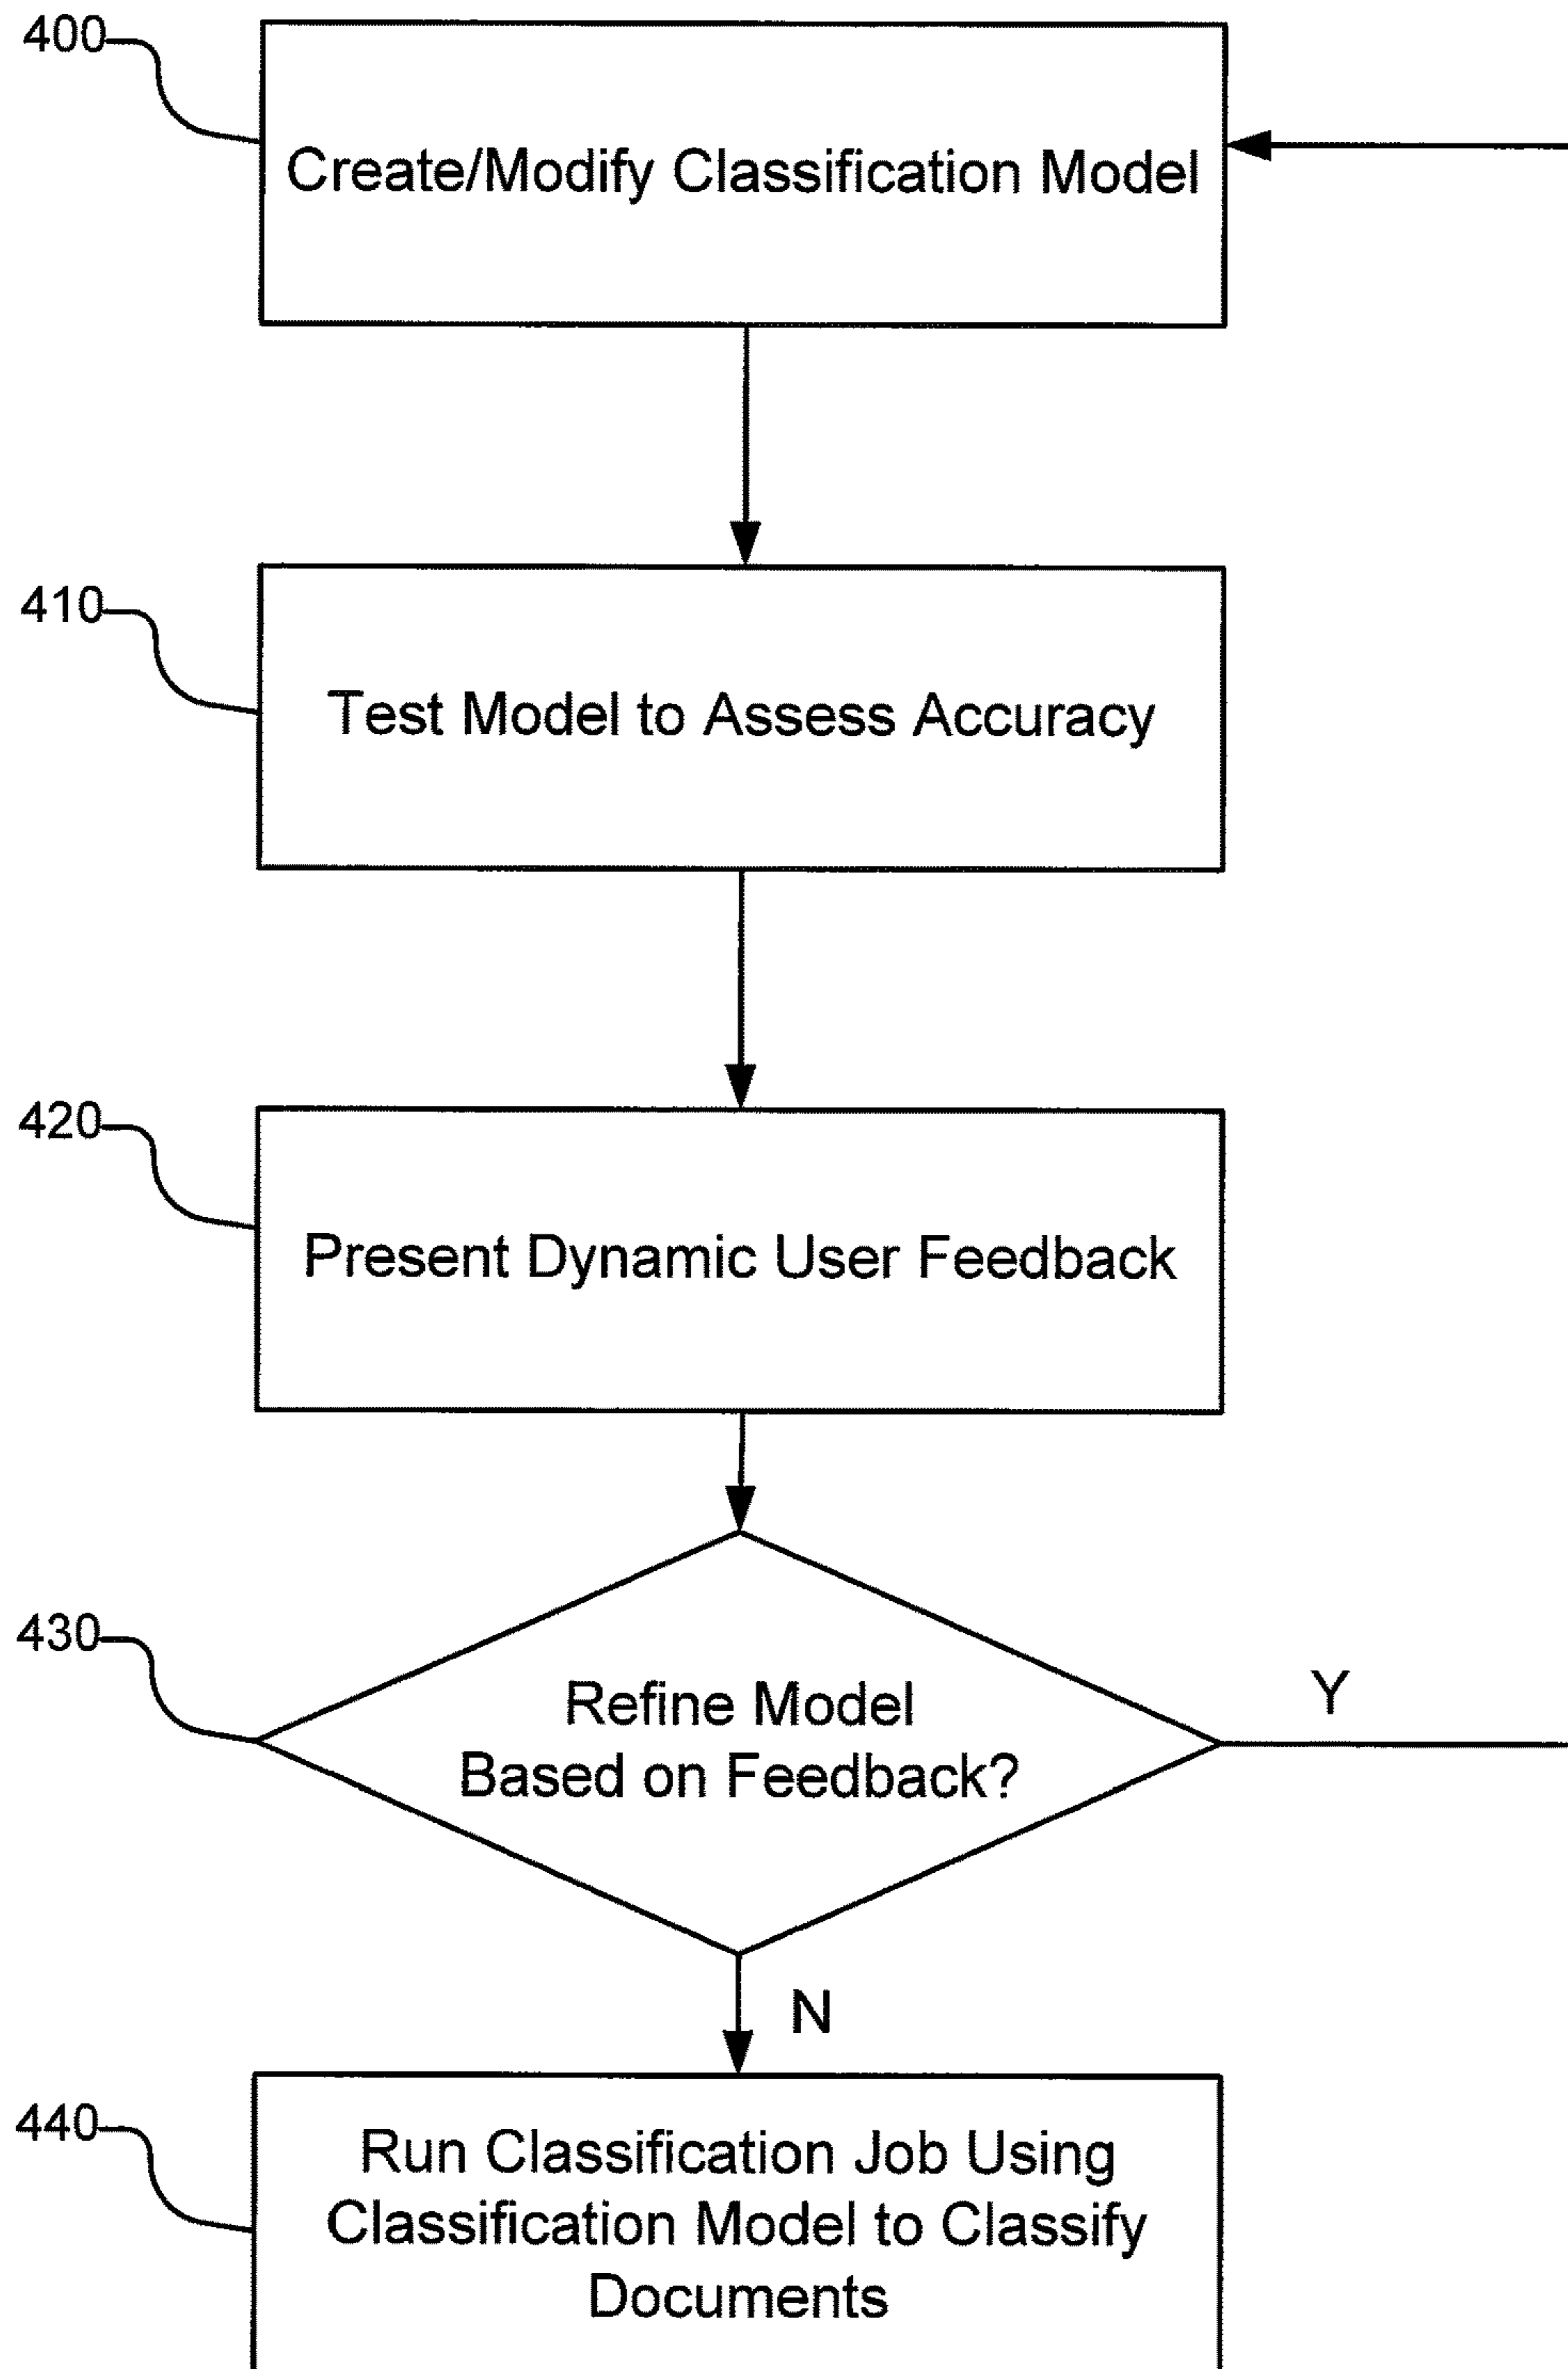 400
Create/Modify Classification Model
410
Test Model to Assess Accuracy
420
Present Dynamic User Feedback
430
Refine Model
Based on Feedback?
Y
N
440
Run Classification Job Using
Classification Model to Classify
Documents